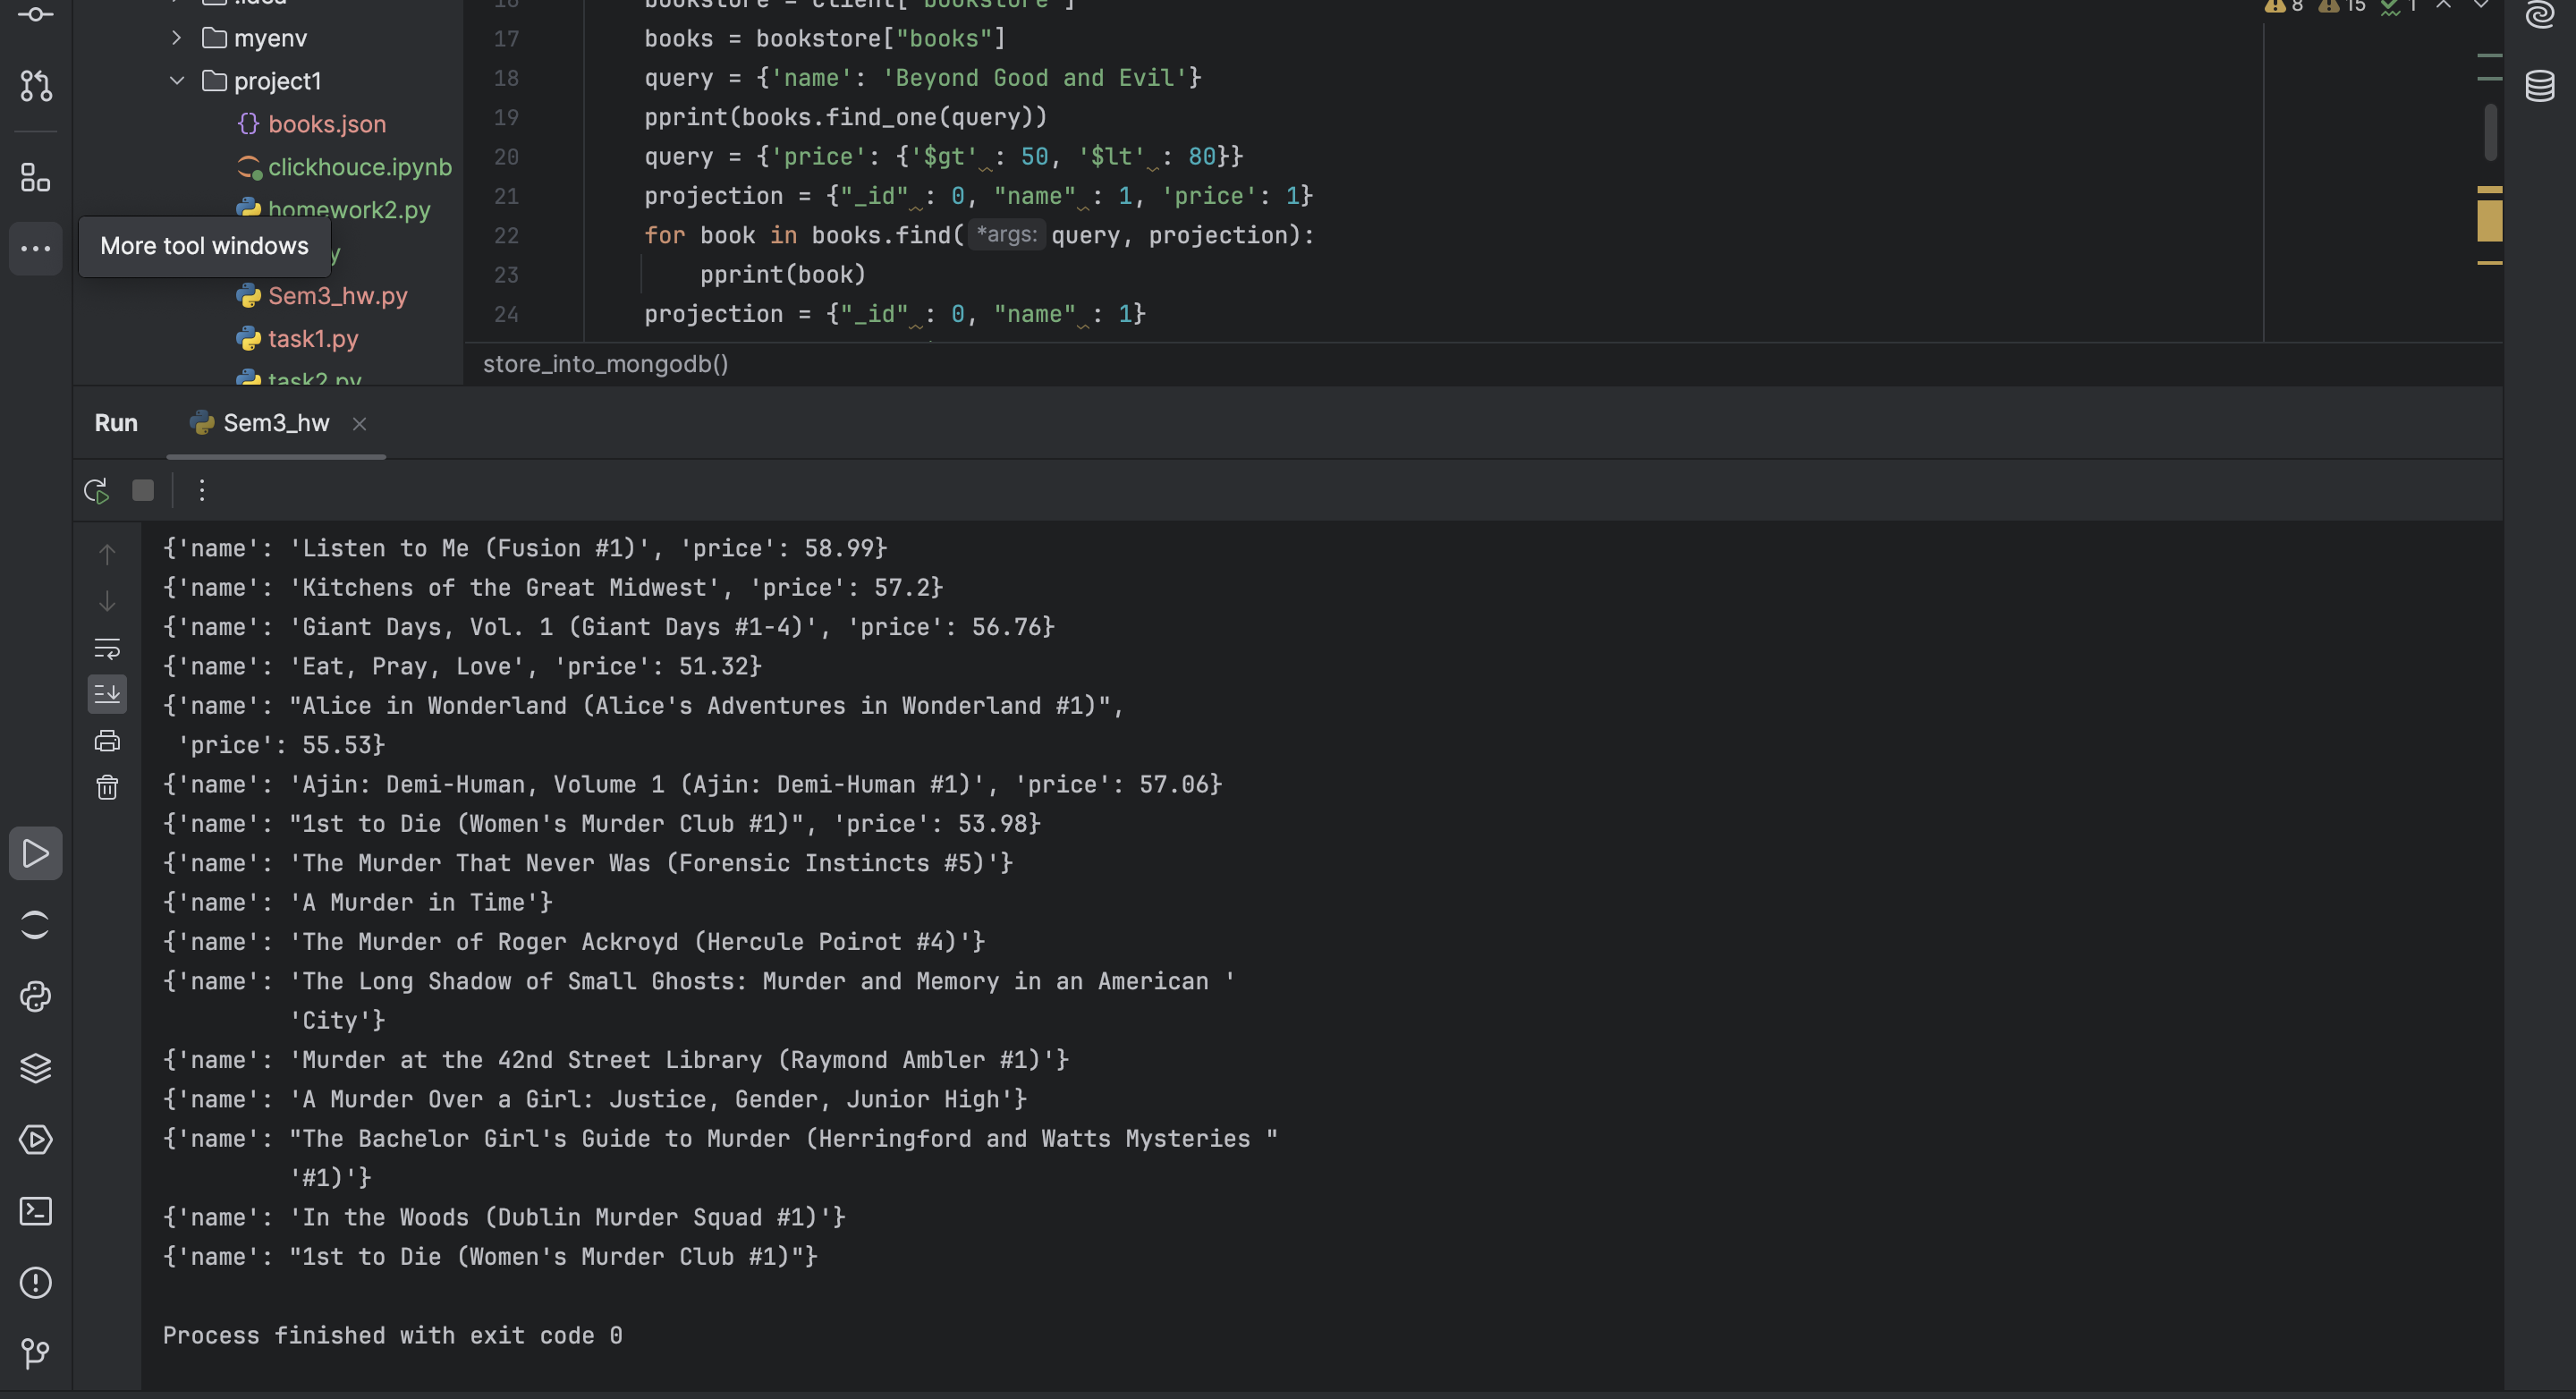 .idea
16 bookstore = client["bookstore"]
8 15 1
myenv
17 books = bookstore["books"]
project1
18 query = {'name': 'Beyond Good and Evil'}
books.json
19 pprint(books.find_one(query))
clickhouce.ipynb
20 query = {'price': {'$gt' : 50, '$lt' : 80}}
homework2.py
21 projection = {"_id" : 0, "name" : 1, 'price': 1}
More tool windows
y
22 for book in books.find( *args: query, projection):
23 pprint(book)
Sem3_hw.py
24 projection = {"_id" : 0, "name" : 1}
task1.py
task2.py
store_into_mongodb()
Run Sem3_hw
{'name': 'Listen to Me (Fusion #1)', 'price': 58.99}
{'name': 'Kitchens of the Great Midwest', 'price': 57.2}
{'name': 'Giant Days, Vol. 1 (Giant Days #1-4)', 'price': 56.76}
{'name': 'Eat, Pray, Love', 'price': 51.32}
{'name': "Alice in Wonderland (Alice's Adventures in Wonderland #1)",
'price': 55.53}
{'name': 'Ajin: Demi-Human, Volume 1 (Ajin: Demi-Human #1)', 'price': 57.06}
{'name': "1st to Die (Women's Murder Club #1)", 'price': 53.98}
{'name': 'The Murder That Never Was (Forensic Instincts #5)'}
{'name': 'A Murder in Time'}
{'name': 'The Murder of Roger Ackroyd (Hercule Poirot #4)'}
{'name': 'The Long Shadow of Small Ghosts: Murder and Memory in an American '
'City'}
{'name': 'Murder at the 42nd Street Library (Raymond Ambler #1)'}
{'name': 'A Murder Over a Girl: Justice, Gender, Junior High'}
{'name': "The Bachelor Girl's Guide to Murder (Herringford and Watts Mysteries "
'#1)'}
{'name': 'In the Woods (Dublin Murder Squad #1)'}
{'name': "1st to Die (Women's Murder Club #1)"}
Process finished with exit code 0